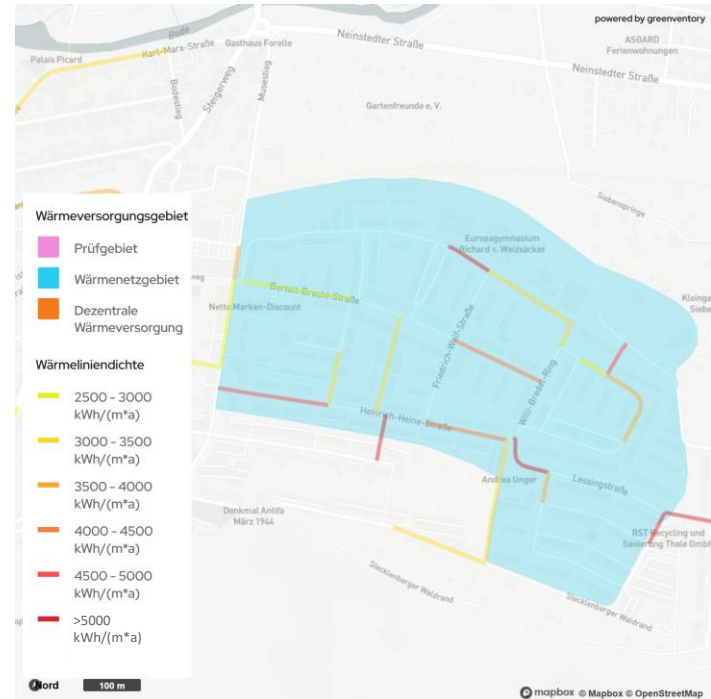 powered by greenventory
Bode
Palais Picard
Karl-Marx-Straße
Gasthaus Forelle
Neinstedter Straße
ASGARD
Ferienwohnungen
Neinstedter Straße
Bodestieg
Steigerweg
Musestieg
Gartenfreunde e. V.
Siebenspringe
Wärmeversorgungsgebiet
Prüfgebiet
Wärmenetzgebiet
Dezentrale
Wärmeversorgung
Wärmeliniendichte
2500 - 3000
kWh/(m*a)
3000 - 3500
kWh/(m*a)
3500 - 4000
kWh/(m*a)
4000 - 4500
kWh/(m*a)
4500 - 5000
kWh/(m*a)
>5000
kWh/(m*a)
Europagymnasium
Richard v. Weizsäcker
Bertolt-Brecht-Straße
Netto Marken-Discount
Friedrich-Wolf-Straße
Willi-Bredel-Ring
Heinrich-Heine-Straße
Andrea Unger
Lessingstraße
Denkmal Antifa
März 1944
RST Recycling und
Sanierung Thale GmbH
Stecklenberger Waldrand
Stecklenberger Waldrand
Nord
100 m
mapbox © Mapbox © OpenStreetMap